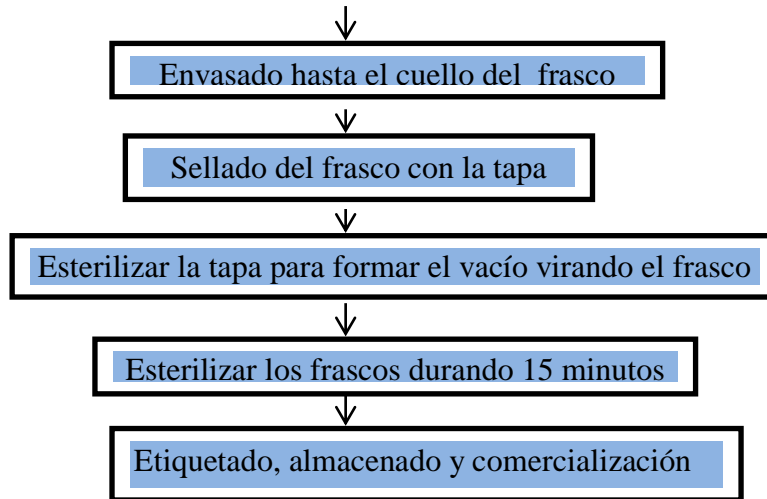 Envasado hasta el cuello del frasco
Sellado del frasco con la tapa
Esterilizar la tapa para formar el vacío virando el frasco
Esterilizar los frascos durando 15 minutos
Etiquetado, almacenado y comercialización